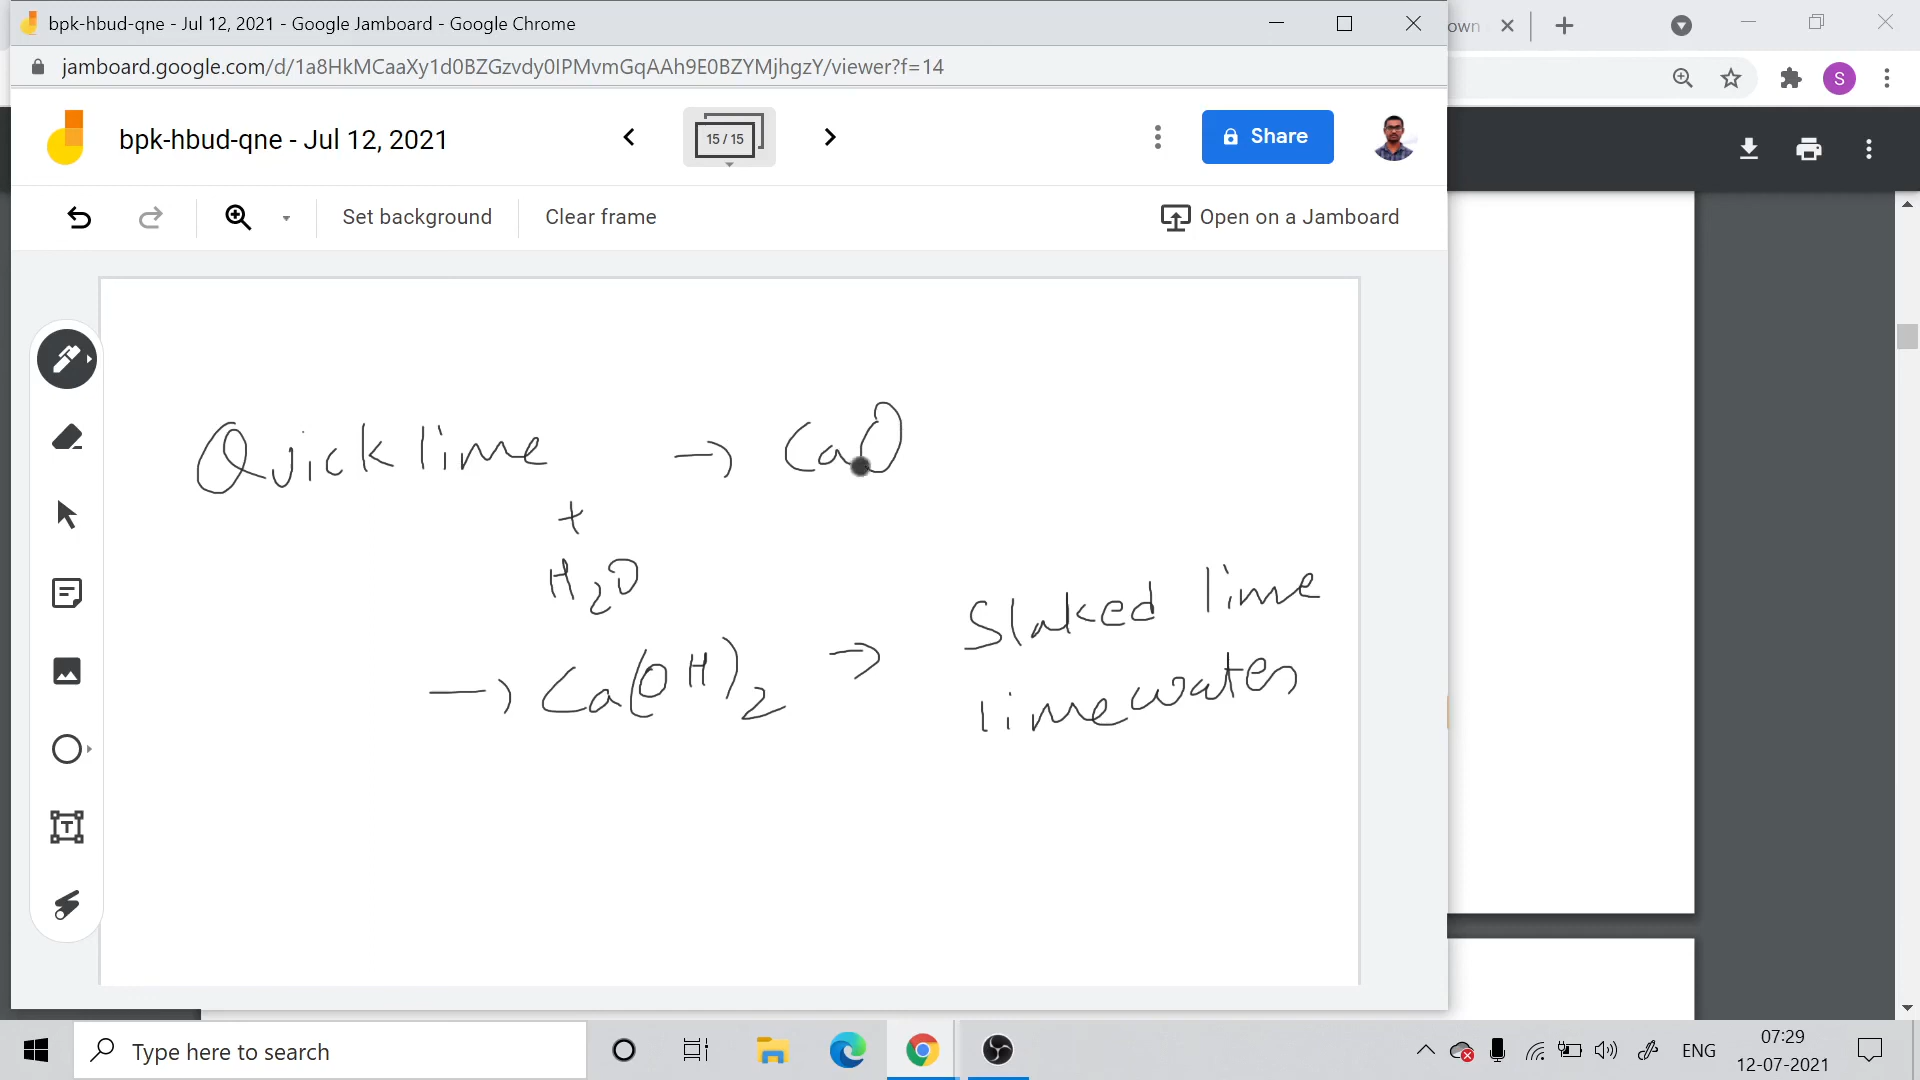 bpk-hbud-qne - Jul 12, 2021 - Google Jamboard - Google Chrome
own
jamboard.google.com/d/1a8HkMCaaXy1d0BZGzvdy0IPMvmGqAAh9E0BZYMjhgzY/viewer?f=14
S
bpk-hbud-qne - Jul 12, 2021
15 / 15
Share
Set background
Clear frame
Open on a Jamboard
Quick lime → CaO
+
H2O
→ Ca(OH)2 →
Slaked lime
limewater
Type here to search
ENG
07:29
12-07-2021